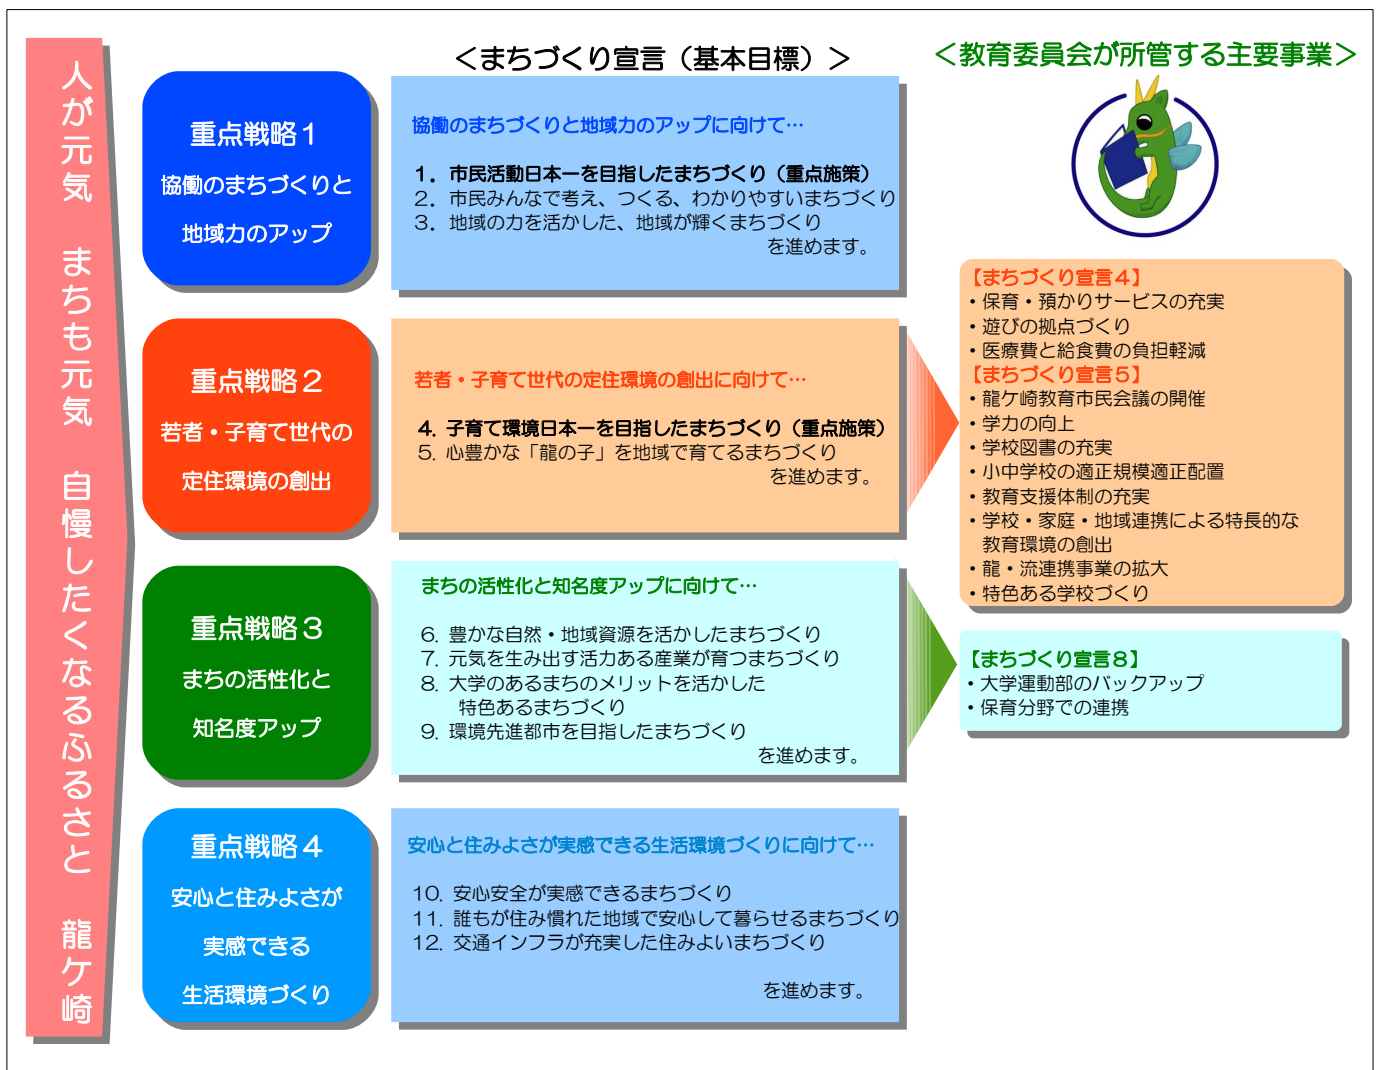 人が元気　まちも元気　自慢したくなるふるさと　龍ケ崎
＜まちづくり宣言（基本目標）＞
＜教育委員会が所管する主要事業＞
重点戦略１
協働のまちづくりと
地域力のアップ
協働のまちづくりと地域力のアップに向けて…
1．市民活動日本一を目指したまちづくり（重点施策）
2．市民みんなで考え、つくる、わかりやすいまちづくり
3．地域の力を活かした、地域が輝くまちづくり
を進めます。
重点戦略２
若者・子育て世代の
定住環境の創出
若者・子育て世代の定住環境の創出に向けて…
4. 子育て環境日本一を目指したまちづくり（重点施策）
5. 心豊かな「龍の子」を地域で育てるまちづくり
を進めます。
【まちづくり宣言４】
・保育・預かりサービスの充実
・遊びの拠点づくり
・医療費と給食費の負担軽減
【まちづくり宣言5】
・龍ケ崎教育市民会議の開催
・学力の向上
・学校図書の充実
・小中学校の適正規模適正配置
・教育支援体制の充実
・学校・家庭・地域連携による特長的な
教育環境の創出
・龍・流連携事業の拡大
・特色ある学校づくり
重点戦略３
まちの活性化と
知名度アップ
まちの活性化と知名度アップに向けて…
6. 豊かな自然・地域資源を活かしたまちづくり
7. 元気を生み出す活力ある産業が育つまちづくり
8. 大学のあるまちのメリットを活かした
特色あるまちづくり
9. 環境先進都市を目指したまちづくり
を進めます。
【まちづくり宣言８】
・大学運動部のバックアップ
・保育分野での連携
重点戦略４
安心と住みよさが
実感できる
生活環境づくり
安心と住みよさが実感できる生活環境づくりに向けて…
10. 安心安全が実感できるまちづくり
11. 誰もが住み慣れた地域で安心して暮らせるまちづくり
12. 交通インフラが充実した住みよいまちづくり
を進めます。